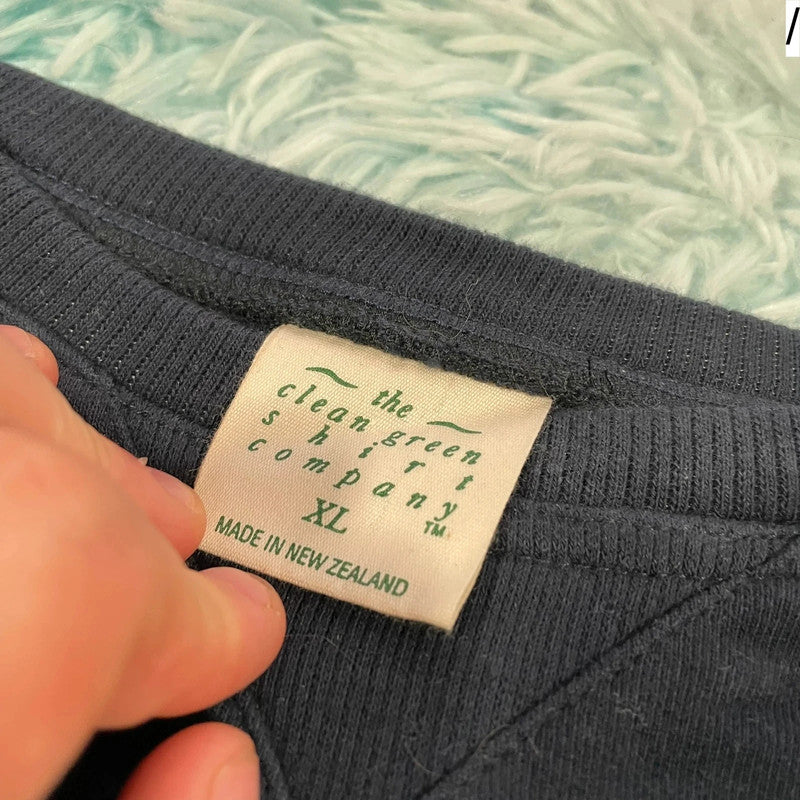 the
clean green
shirt
company
XL
TM
MADE IN NEW ZEALAND
/